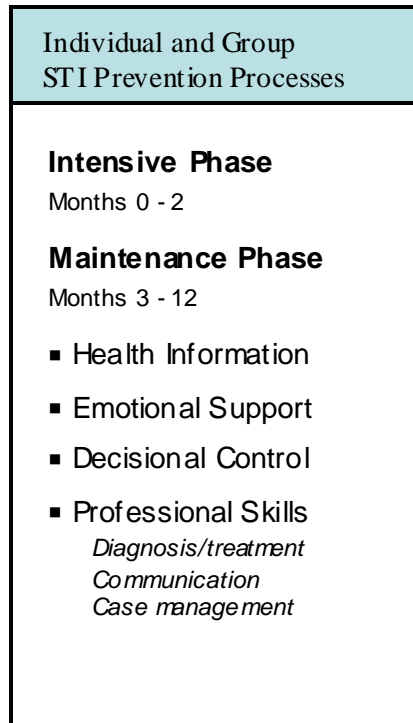 Individual and Group
STI Prevention Processes
Intensive Phase
Months 0 - 2
Maintenance Phase
Months 3 - 12
▪ Health Information
▪ Emotional Support
▪ Decisional Control
▪ Professional Skills
Diagnosis/treatment
Communication
Case management